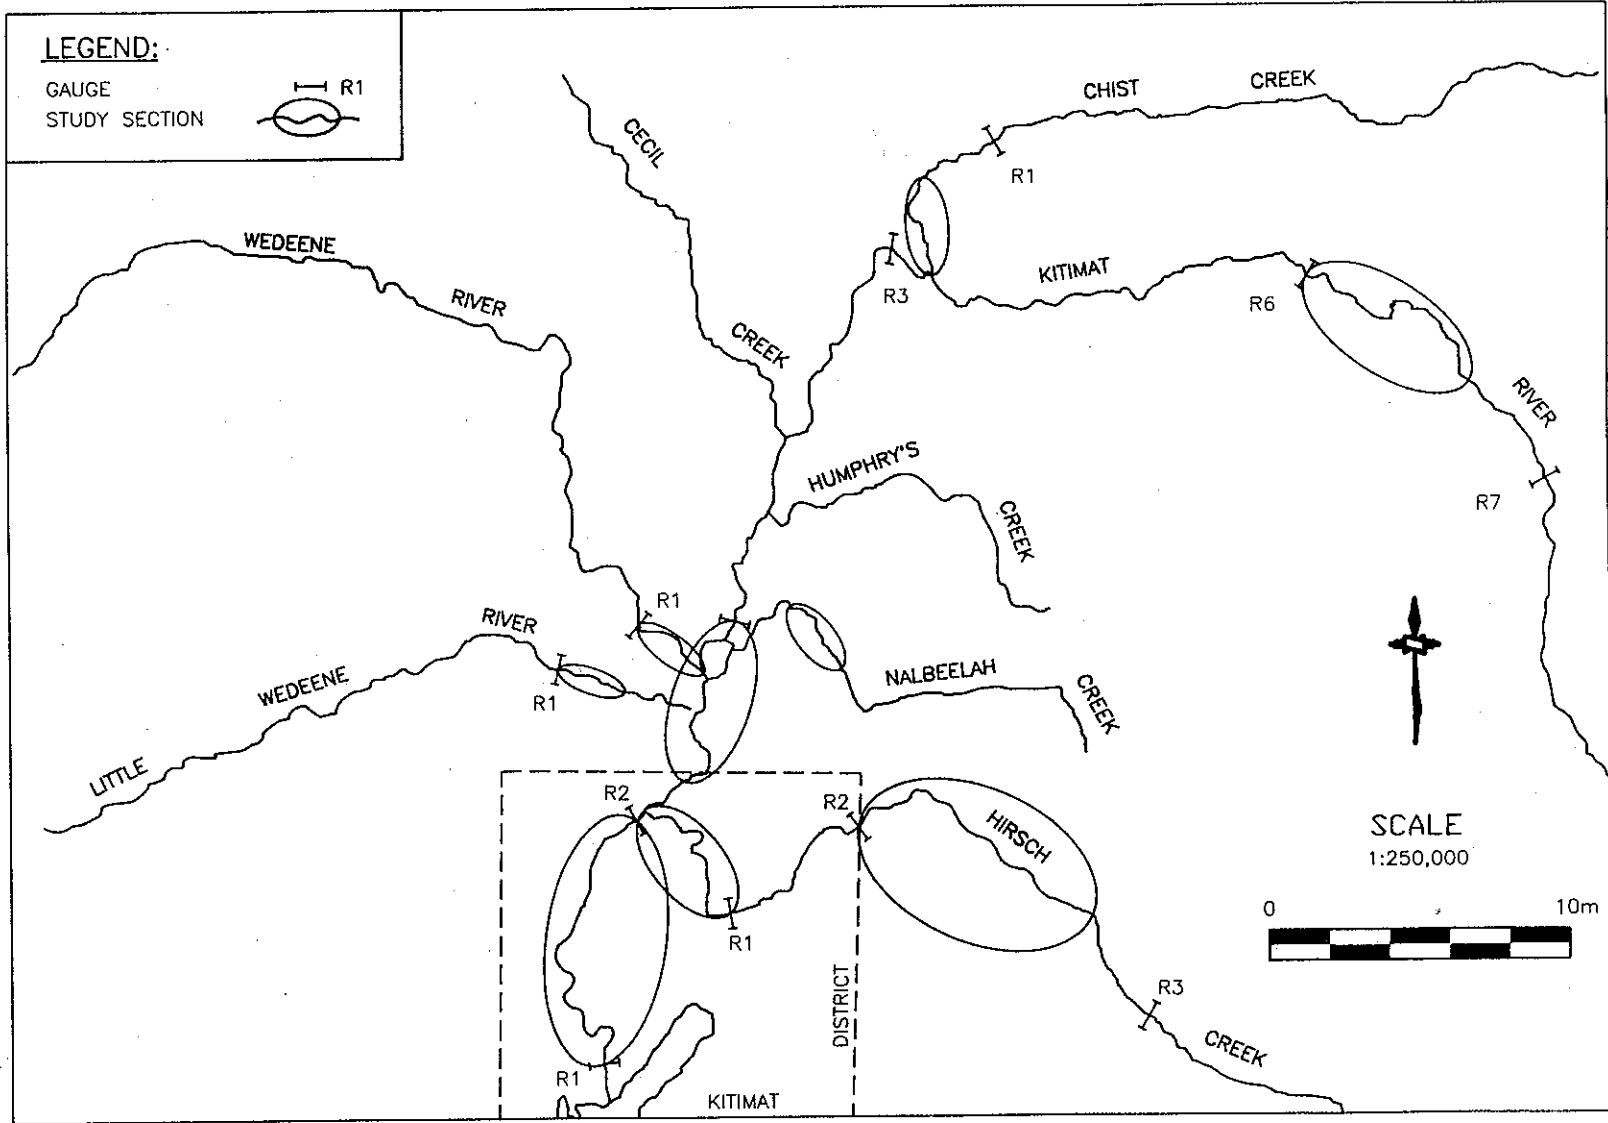 LEGEND:
GAUGE
R1
STUDY SECTION
CHIST
CREEK
CECIL
R1
WEDEENE
RIVER
KITIMAT
R3
R6
CREEK
RIVER
HUMPHRY'S
CREEK
R7
R1
RIVER
WEDEENE
R1
NALBEELAH
CREEK
LITTLE
R2
R2
HIRSCH
SCALE
1:250,000
0
10m
R1
DISTRICT
R3
CREEK
R1
KITIMAT